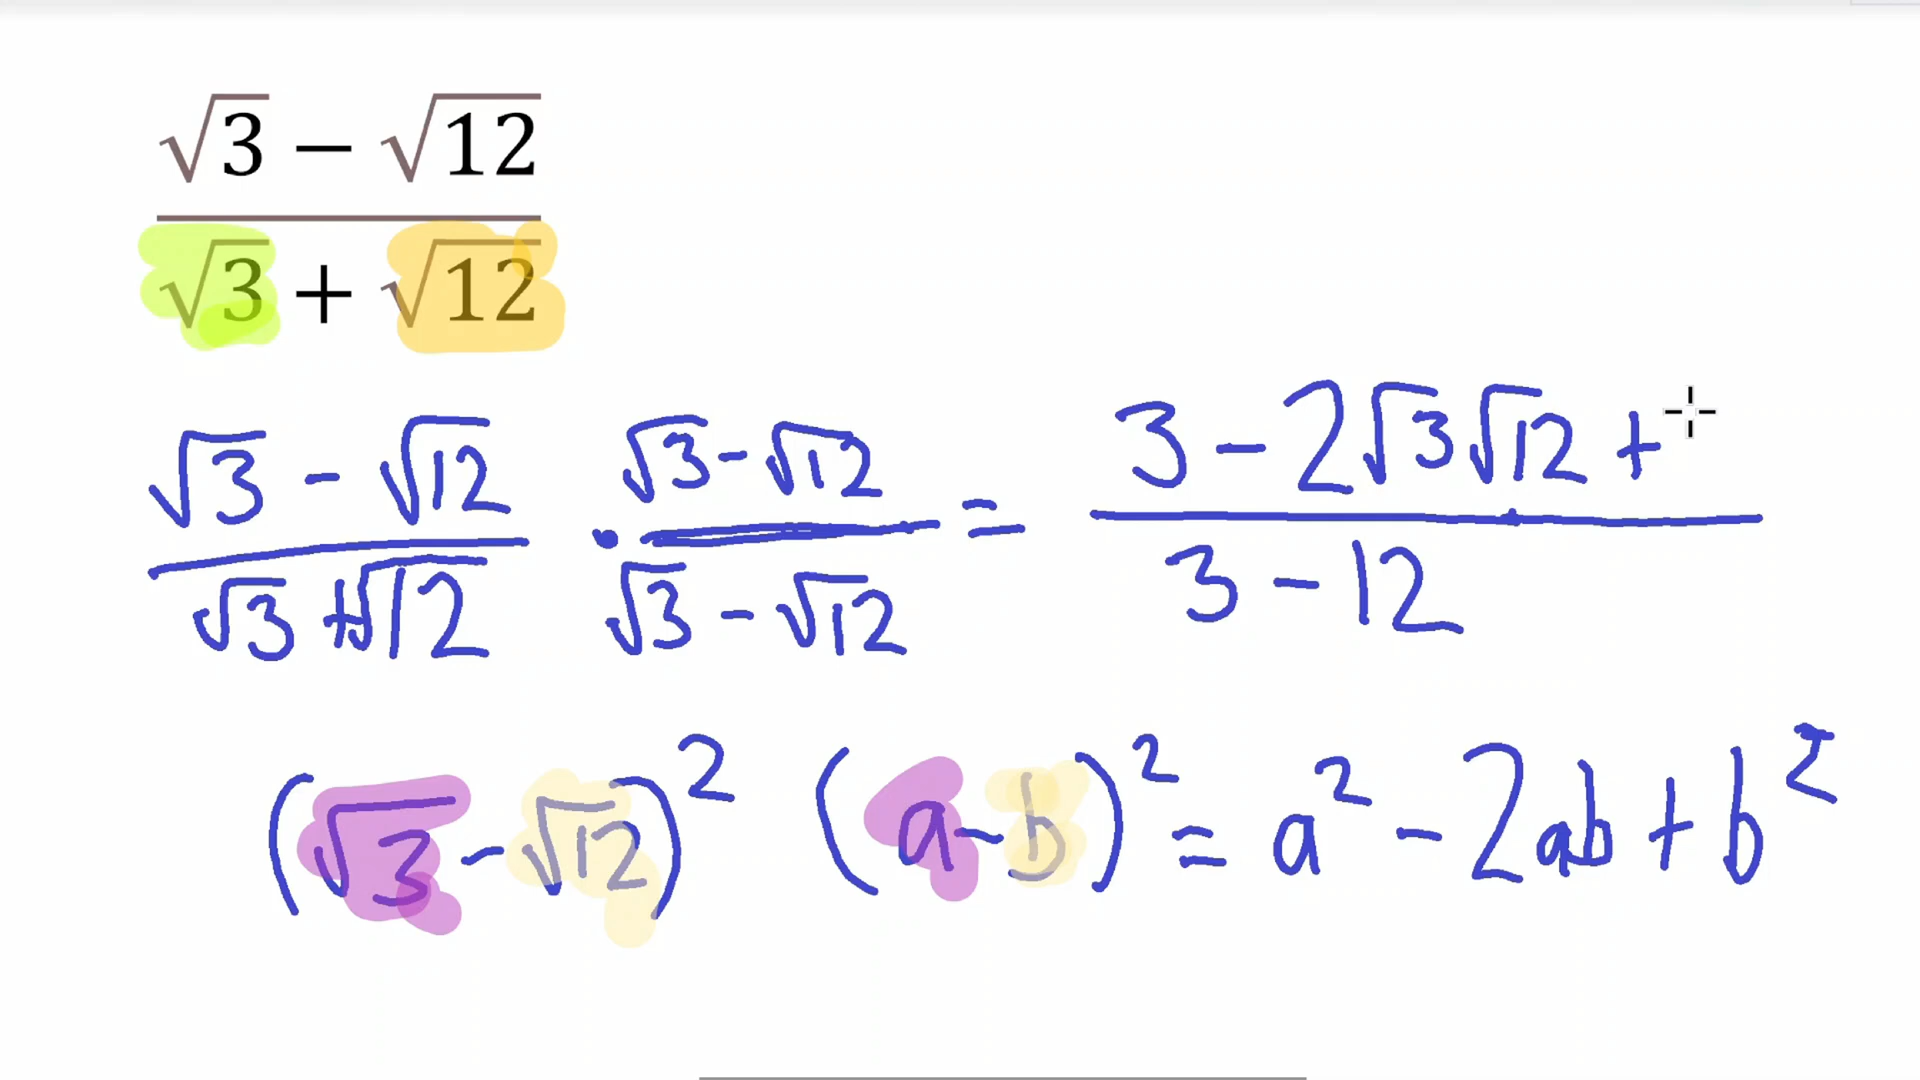 √3 − √12
√3 + √12
√3 - √12 · √3 - √12 = 3 - 2√3√12 +
√3 + √12 √3 - √12 3 - 12
(√3 - √12)² (a - b)² = a² - 2ab + b²